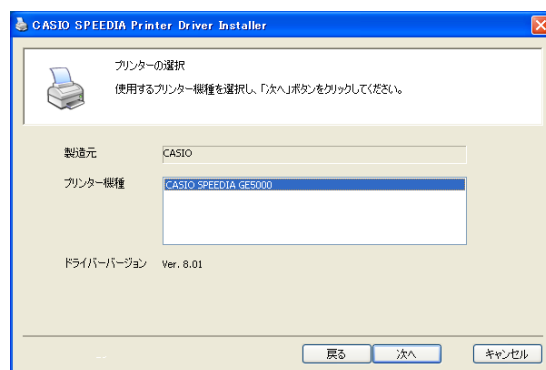 CASIO SPEEDIA Printer Driver Installer
プリンターの選択
使用するプリンター機種を選択し、「次へ」ボタンをクリックしてください。
製造元 CASIO
プリンター機種 CASIO SPEEDIA GE5000
ドライバーバージョン Ver. 8.01
戻る 次へ キャンセル